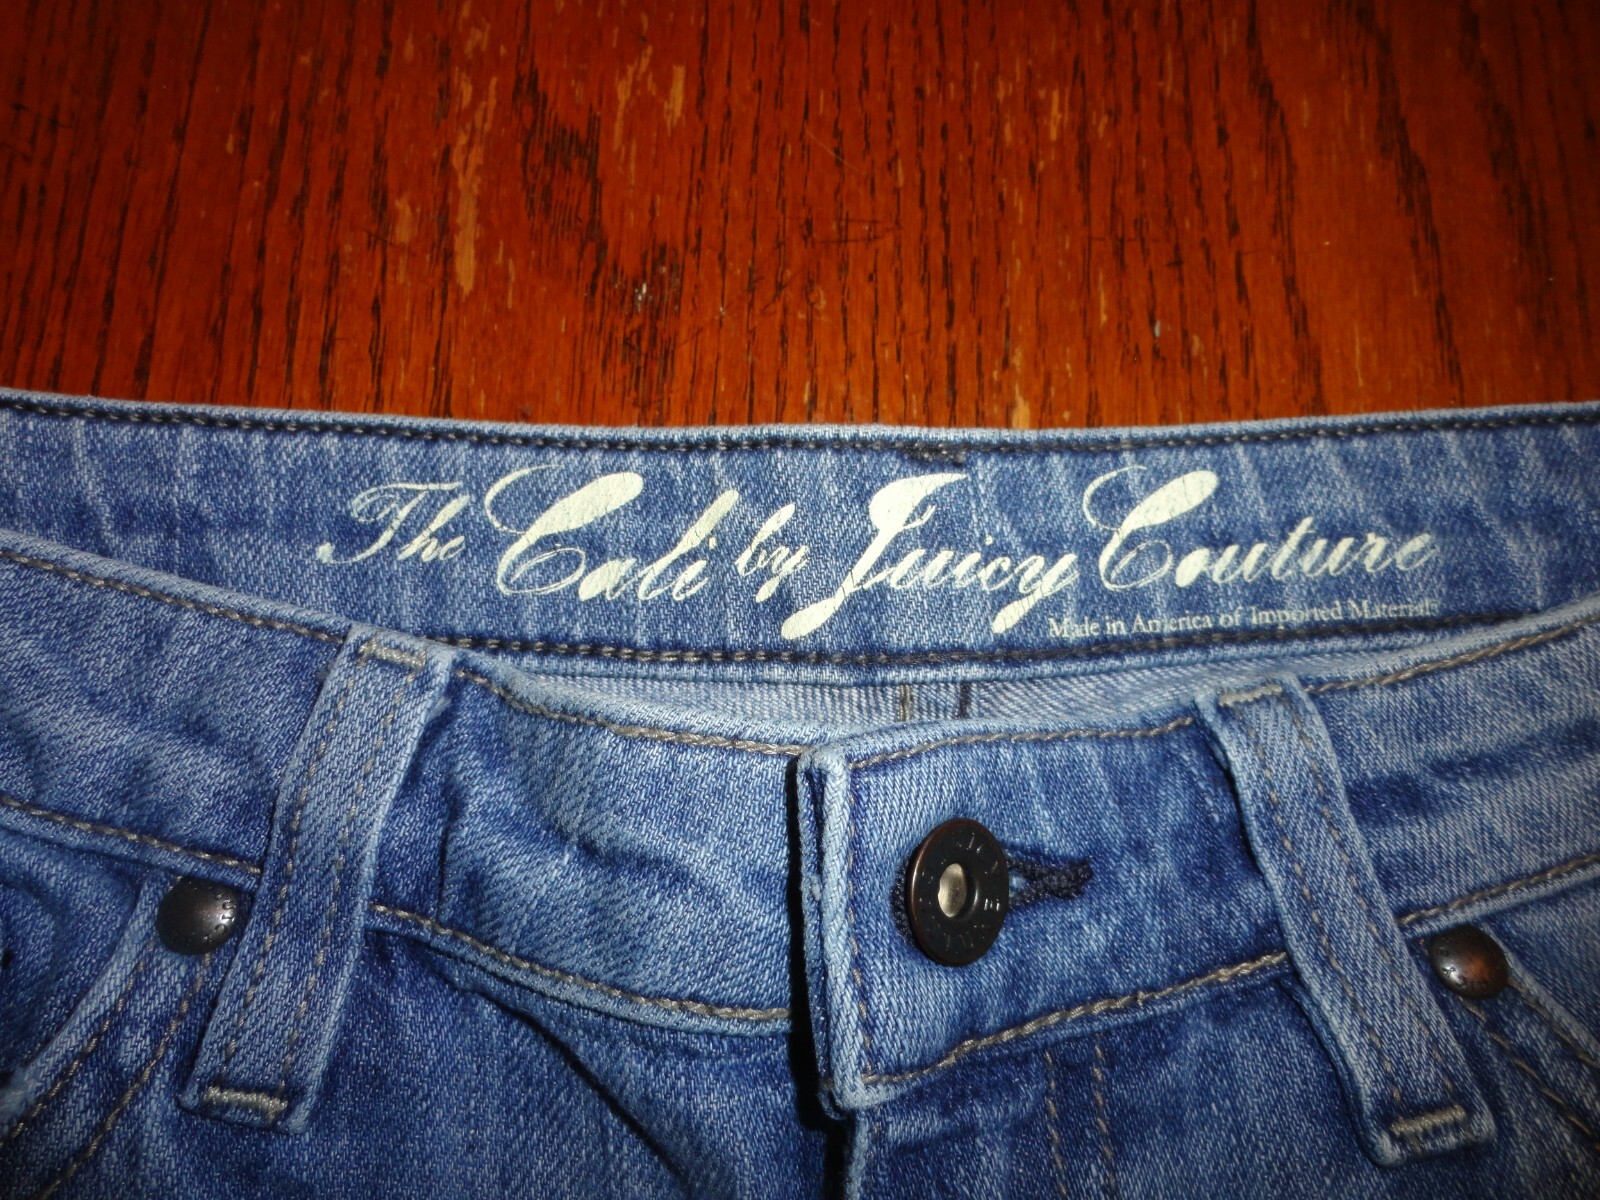 The Cali by Juicy Couture
Made in America of Imported Materials